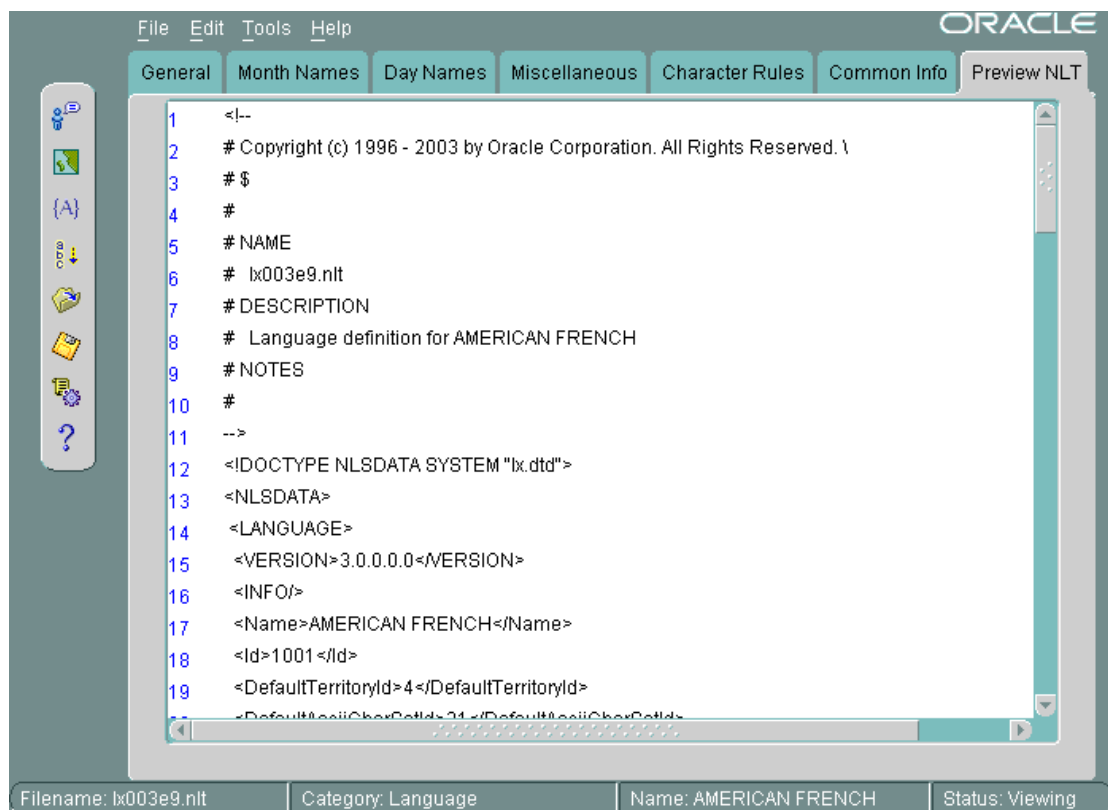 File Edit Tools Help
ORACLE
General Month Names Day Names Miscellaneous Character Rules Common Info Preview NLT
{A}
a
b
c
?
1 <!--
2 # Copyright (c) 1996 - 2003 by Oracle Corporation. All Rights Reserved. \
3 # $
4 #
5 # NAME
6 # lx003e9.nlt
7 # DESCRIPTION
8 # Language definition for AMERICAN FRENCH
9 # NOTES
10 #
11 -->
12 <!DOCTYPE NLSDATA SYSTEM "lx.dtd">
13 <NLSDATA>
14 <LANGUAGE>
15 <VERSION>3.0.0.0.0</VERSION>
16 <INFO/>
17 <Name>AMERICAN FRENCH</Name>
18 <Id>1001</Id>
19 <DefaultTerritoryId>4</DefaultTerritoryId>
<DefaultAsciiCharSetId>31</DefaultAsciiCharSetId>
Filename: lx003e9.nlt Category: Language Name: AMERICAN FRENCH Status: Viewing